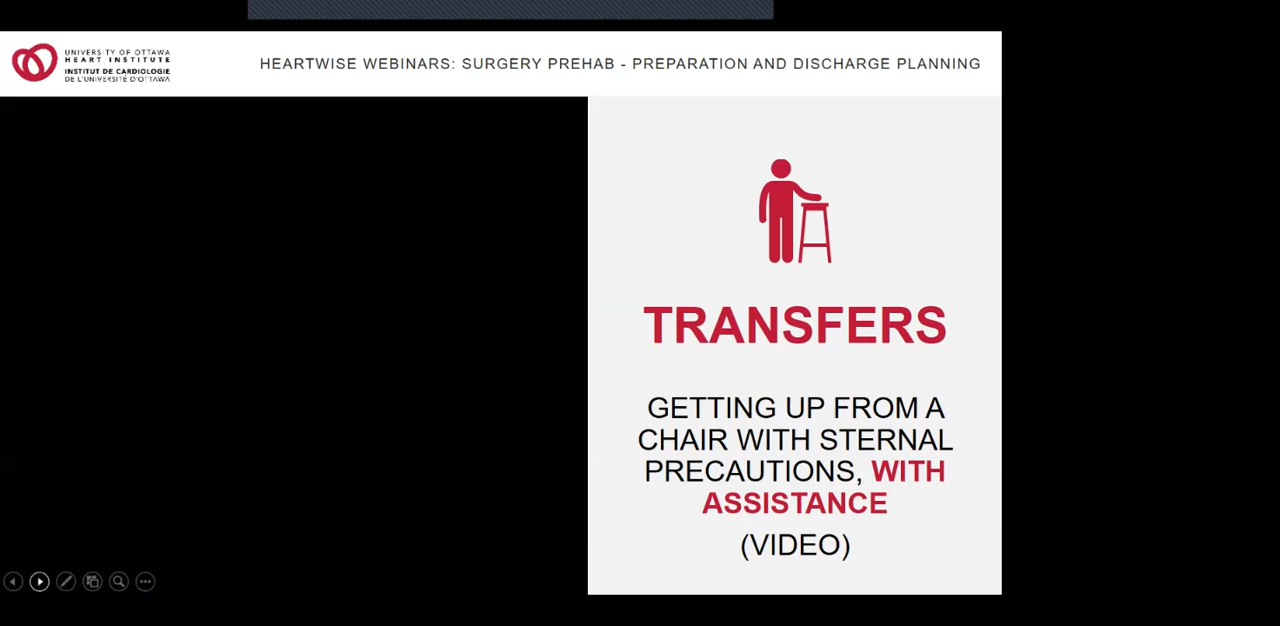 UNIVERSITY OF OTTAWA
HEART INSTITUTE
INSTITUT DE CARDIOLOGIE
DE L'UNIVERSITÉ D'OTTAWA
HEARTWISE WEBINARS: SURGERY PREHAB - PREPARATION AND DISCHARGE PLANNING
TRANSFERS
GETTING UP FROM A
CHAIR WITH STERNAL
PRECAUTIONS, WITH
ASSISTANCE
(VIDEO)